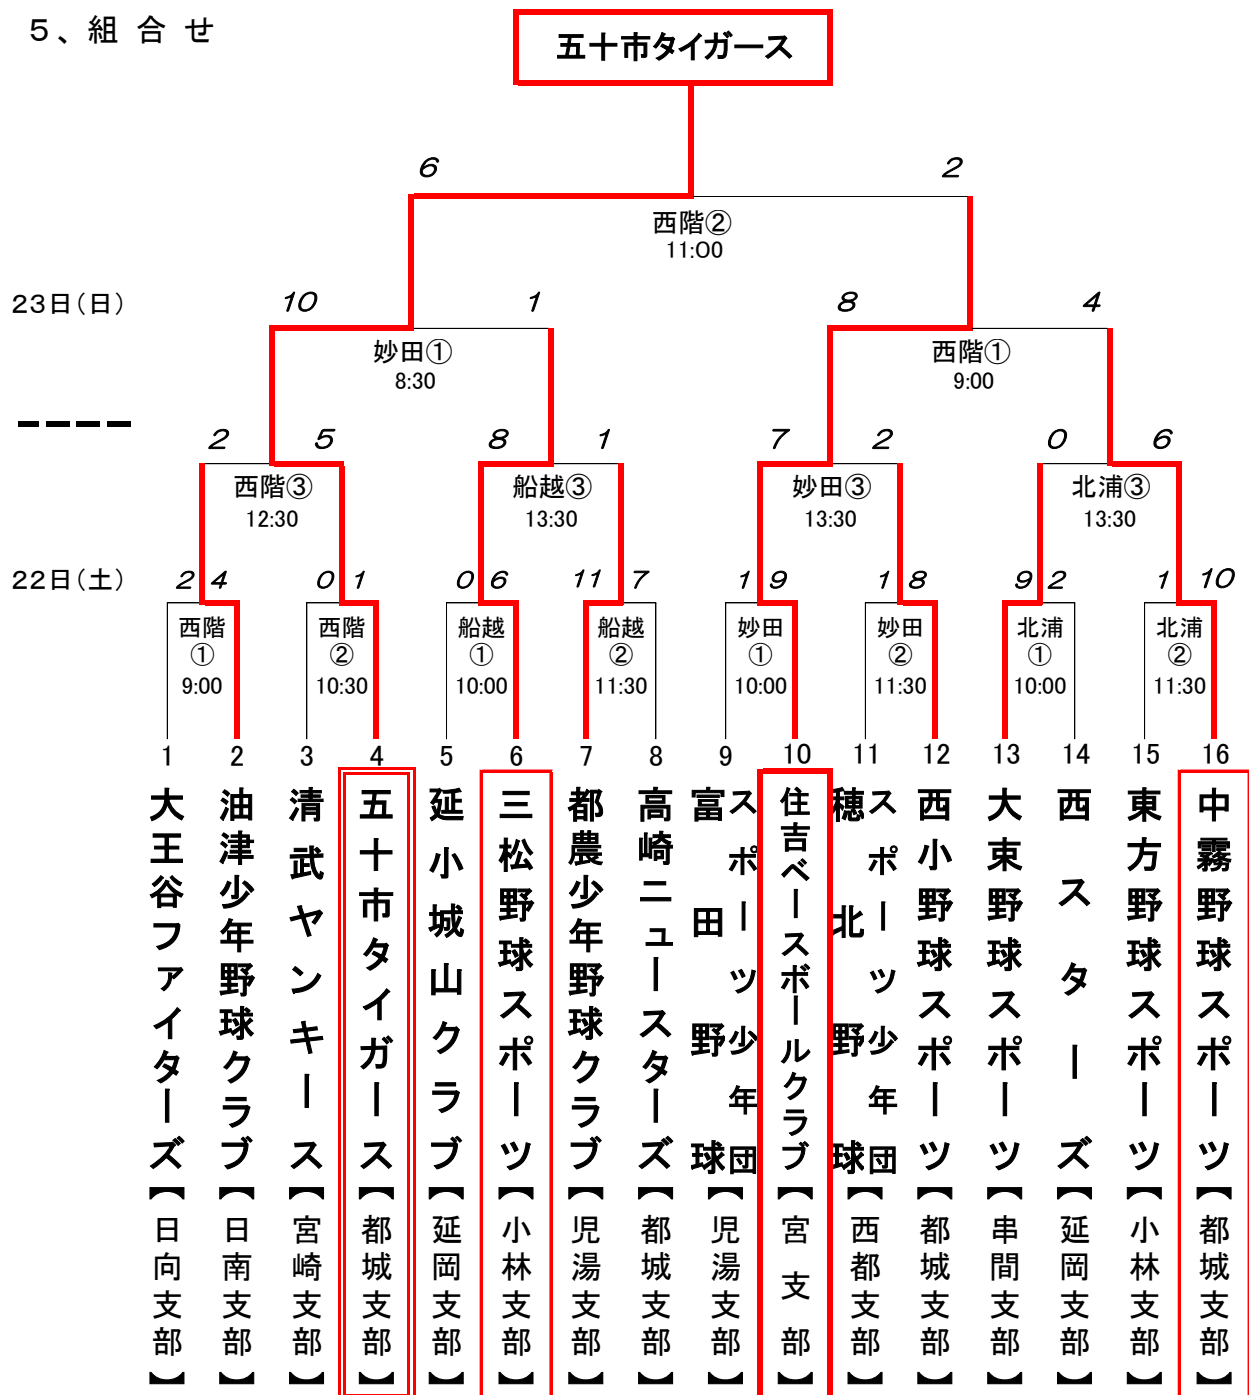 5、組 合 せ
五十市タイガース
6 2
西階②
11:00
23日(日) 10 1 8 4
妙田① 西階①
8:30 9:00
2 5 8 1 7 2 0 6
西階③ 船越③ 妙田③ 北浦③
12:30 13:30 13:30 13:30
22日(土) 2 4 0 1 0 6 11 7 1 9 1 8 9 2 1 10
西階 西階 船越 船越 妙田 妙田 北浦 北浦
① ② ① ② ① ② ① ②
9:00 10:30 10:00 11:30 10:00 11:30 10:00 11:30
1 2 3 4 5 6 7 8 9 10 11 12 13 14 15 16
大王谷ファイターズ【日向支部】
油津少年野球クラブ【日南支部】
清武ヤンキース【宮崎支部】
五十市タイガース【都城支部】
延小城山クラブ【延岡支部】
三松野球スポーツ【小林支部】
都農少年野球クラブ【児湯支部】
高崎ニュースターズ【都城支部】
富田野球スポーツ少年団【児湯支部】
住吉ベースボールクラブ【宮支部】
穂北野球スポーツ少年団【西都支部】
西小野球スポーツ【都城支部】
大東野球スポーツ【串間支部】
西スターズ【延岡支部】
東方野球スポーツ【小林支部】
中霧野球スポーツ【都城支部】